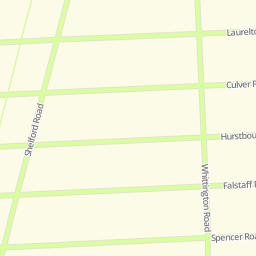 Laurelto
Culver R
Shelford Road
Hurstbou
Whittington Road
Falstaff R
Spencer Roa